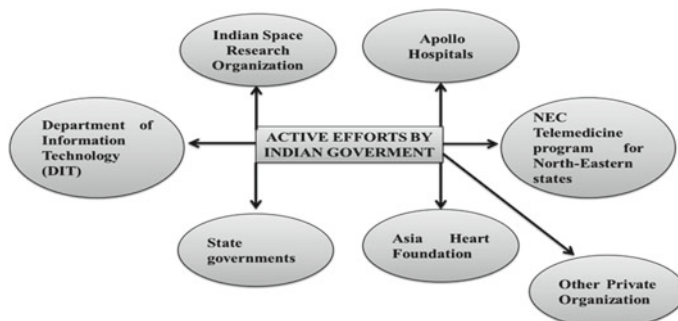 Indian Space
Research
Organization
Apollo
Hospitals
Department of
Information
Technology
(DIT)
ACTIVE EFFORTS BY
INDIAN GOVERMENT
NEC
Telemedicine
program for
North-Eastern
states
State
governments
Asia Heart
Foundation
Other Private
Organization